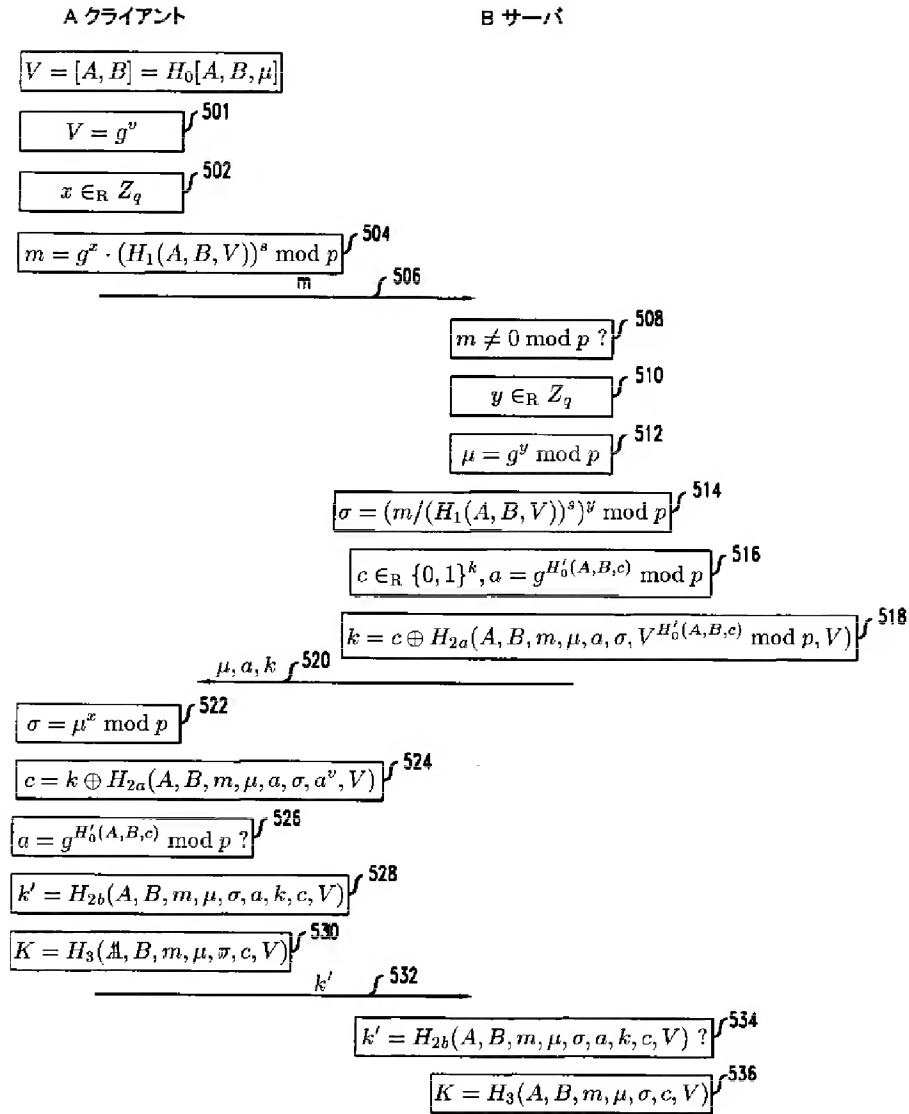 A クライアント B サーバ
V = [A, B] = H_0[A, B, μ]
501
V = g^v
502
x ∈_R Z_q
504
m = g^x · (H_1(A, B, V))^s mod p
m 506
508
m ≠ 0 mod p ?
510
y ∈_R Z_q
512
μ = g^y mod p
514
σ = (m/(H_1(A, B, V))^s)^y mod p
516
c ∈_R {0, 1}^k, a = g^{H'_0(A,B,c)} mod p
518
k = c ⊕ H_{2a}(A, B, m, μ, a, σ, V^{H'_0(A,B,c)} mod p, V)
μ, a, k 520
522
σ = μ^x mod p
524
c = k ⊕ H_{2a}(A, B, m, μ, a, σ, a^v, V)
526
a = g^{H'_0(A,B,c)} mod p ?
528
k' = H_{2b}(A, B, m, μ, σ, a, k, c, V)
530
K = H_3(A, B, m, μ, σ, c, V)
k' 532
534
k' = H_{2b}(A, B, m, μ, σ, a, k, c, V) ?
536
K = H_3(A, B, m, μ, σ, c, V)